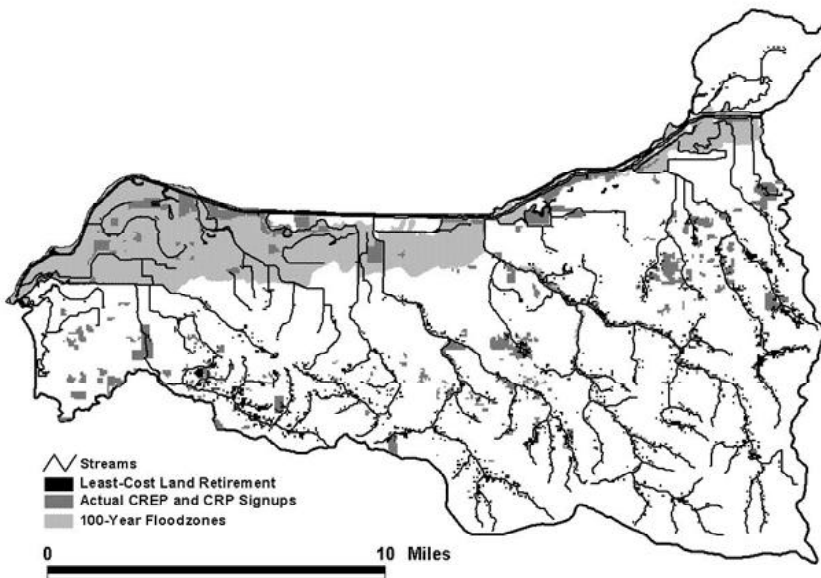 Streams
Least-Cost Land Retirement
Actual CREP and CRP Signups
100-Year Floodzones
0 10 Miles